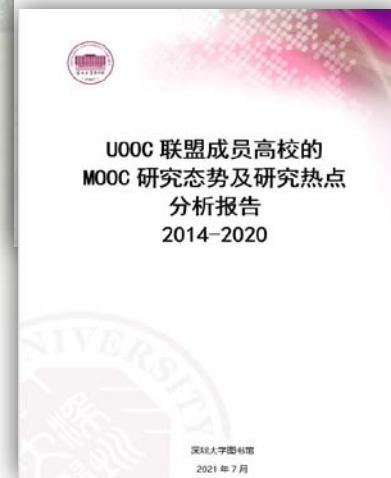 UOOC 联盟成员高校的
MOOC 研究态势及研究热点
分析报告
2014-2020
UNIVERSITY
深圳大学图书馆
2021 年 7 月